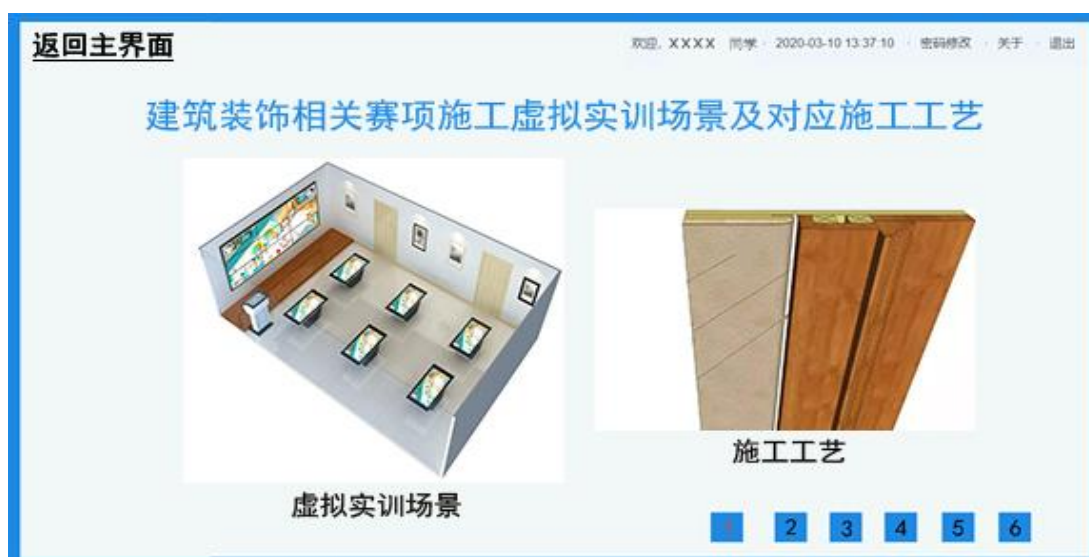 返回主界面
欢迎, XXXX 同学 · 2020-03-10 13:37:10 · 密码修改 · 关于 · 退出
建筑装饰相关赛项施工虚拟实训场景及对应施工工艺
施工工艺
虚拟实训场景
1 2 3 4 5 6